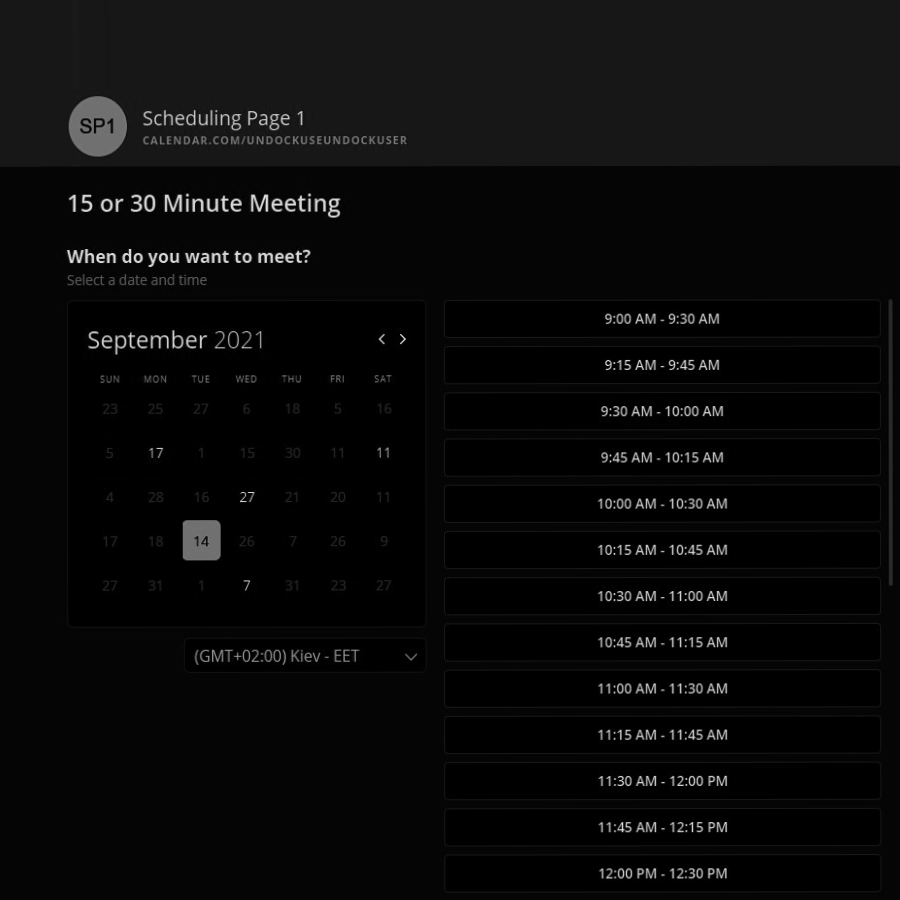 SP1
Scheduling Page 1
CALENDAR.COM/UNDOCKUSEUNDOCKUSER
15 or 30 Minute Meeting
When do you want to meet?
Select a date and time
September 2021
SUN MON TUE WED THU FRI SAT
23 25 27 6 18 5 16
5 17 1 15 30 11 11
4 28 16 27 21 20 11
17 18 14 26 7 26 9
27 31 1 7 31 23 27
(GMT+02:00) Kiev - EET
9:00 AM - 9:30 AM
9:15 AM - 9:45 AM
9:30 AM - 10:00 AM
9:45 AM - 10:15 AM
10:00 AM - 10:30 AM
10:15 AM - 10:45 AM
10:30 AM - 11:00 AM
10:45 AM - 11:15 AM
11:00 AM - 11:30 AM
11:15 AM - 11:45 AM
11:30 AM - 12:00 PM
11:45 AM - 12:15 PM
12:00 PM - 12:30 PM